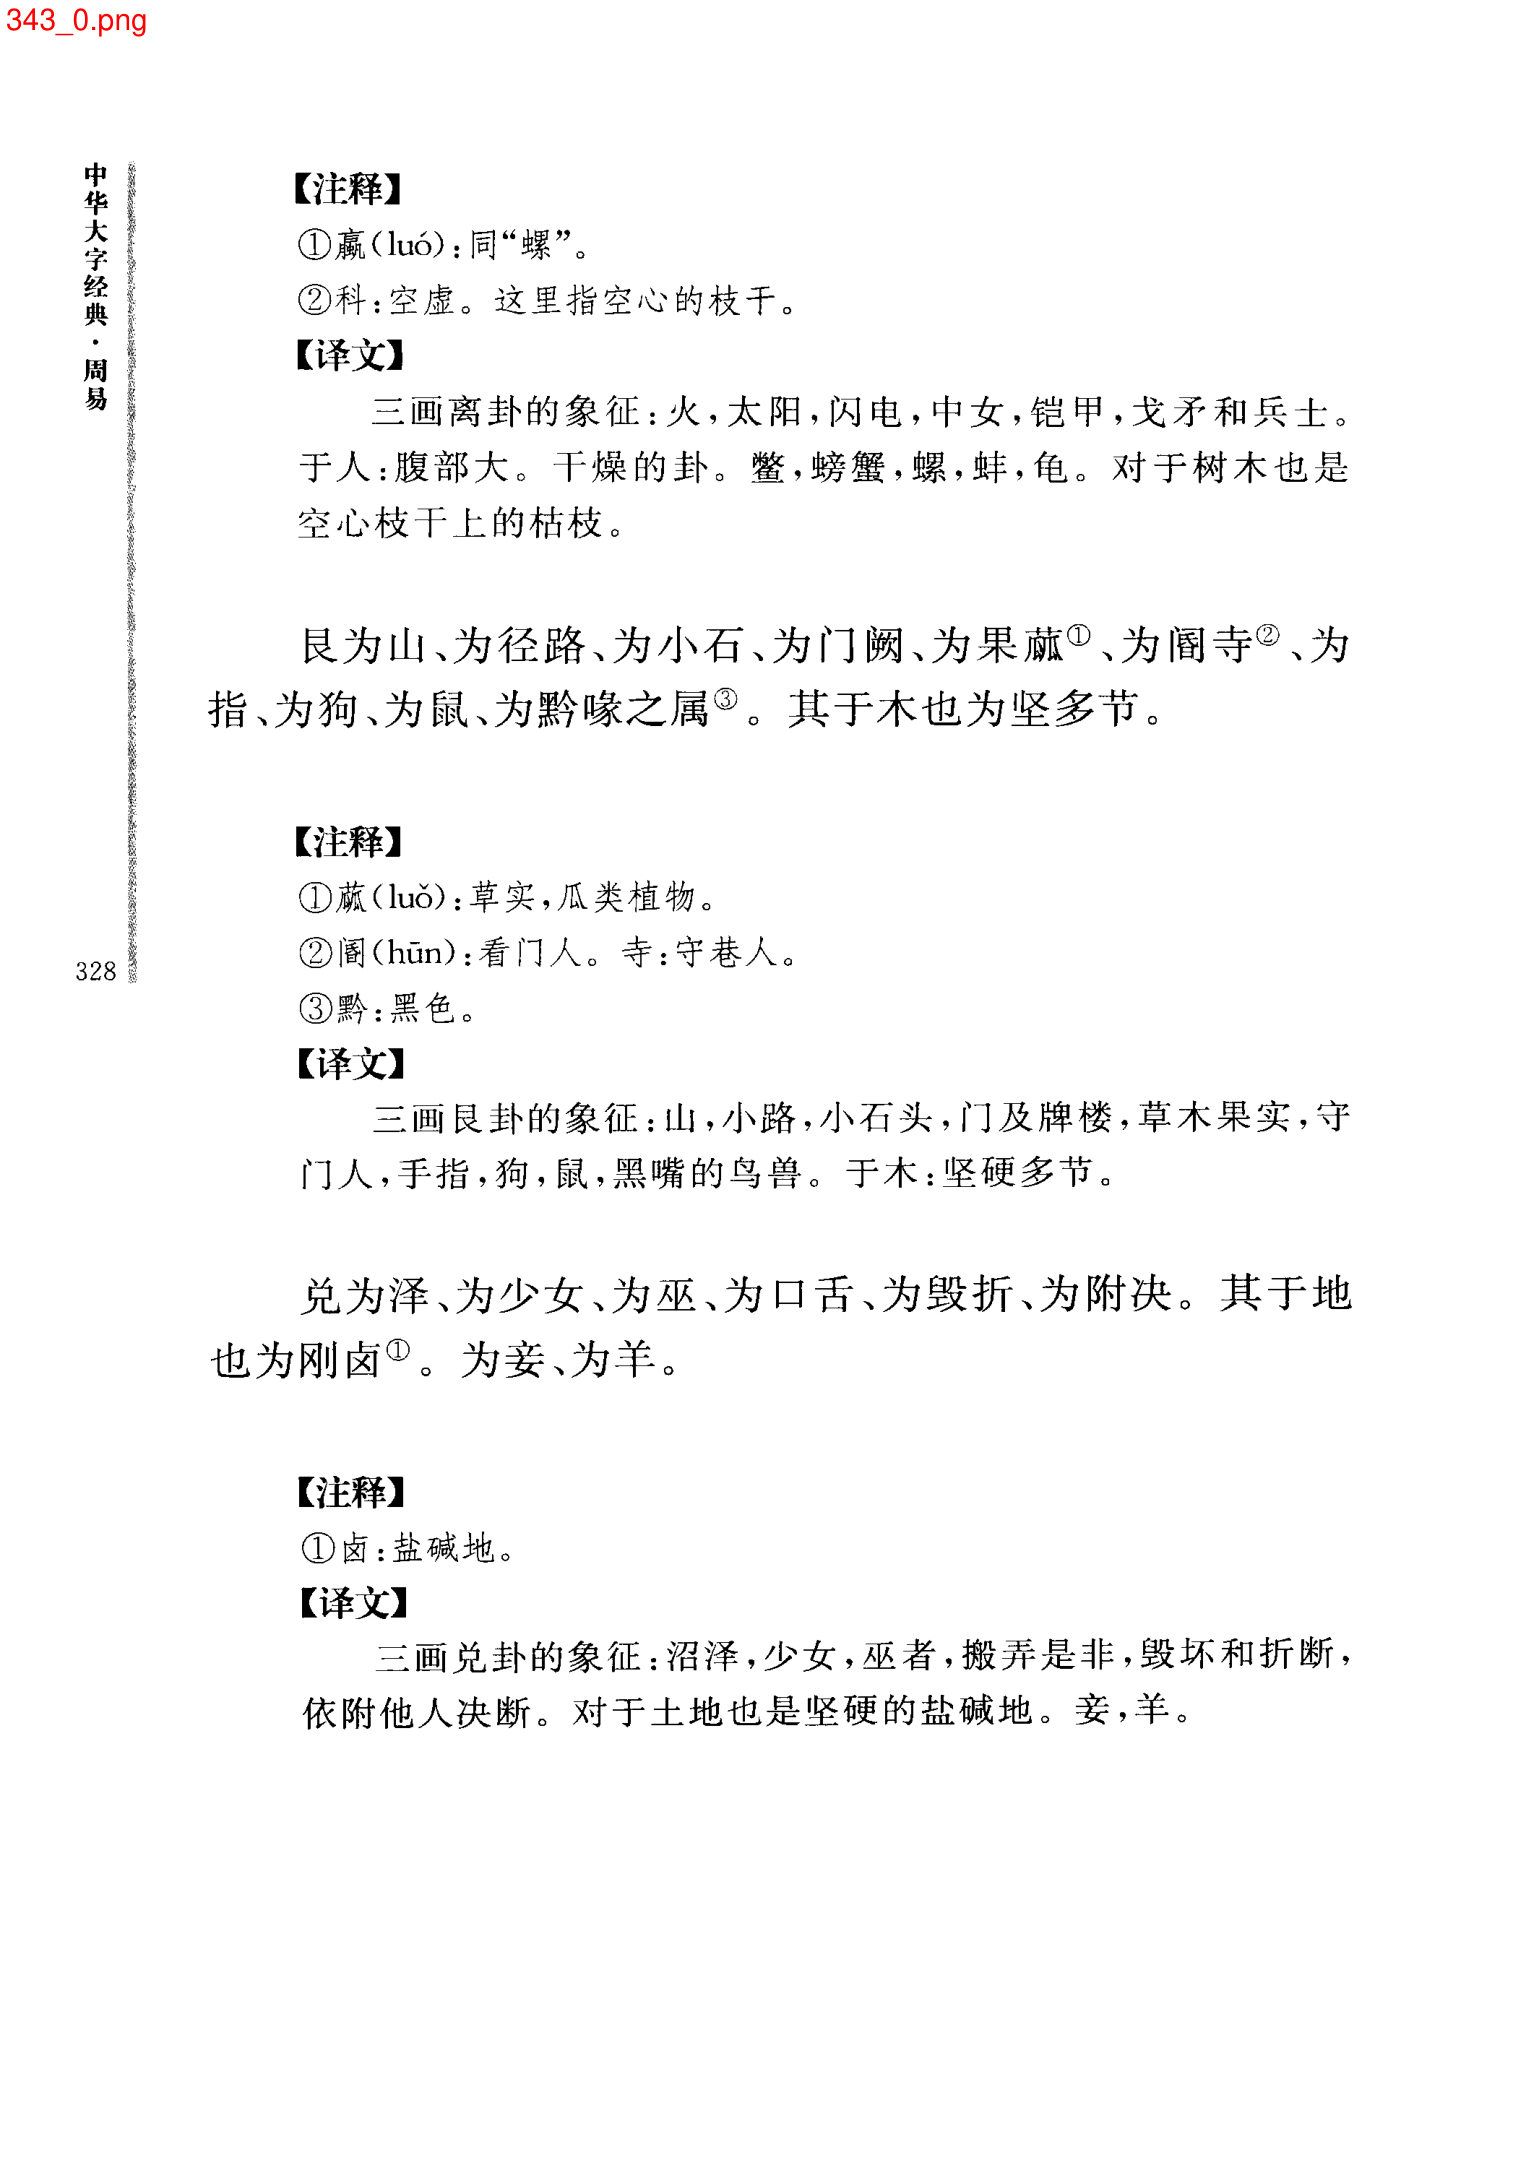 343_0.png
中华大字经典·周易
328
【注释】
①蠃(luó):同“螺”。
②科:空虚。这里指空心的枝干。
【译文】
三画离卦的象征:火,太阳,闪电,中女,铠甲,戈矛和兵士。
于人:腹部大。干燥的卦。鳖,螃蟹,螺,蚌,龟。对于树木也是
空心枝干上的枯枝。
艮为山、为径路、为小石、为门阙、为果蓏①、为阍寺②、为
指、为狗、为鼠、为黔喙之属③。其于木也为坚多节。
【注释】
①蓏(luǒ):草实,瓜类植物。
②阍(hūn):看门人。寺:守巷人。
③黔:黑色。
【译文】
三画艮卦的象征:山,小路,小石头,门及牌楼,草木果实,守
门人,手指,狗,鼠,黑嘴的鸟兽。于木:坚硬多节。
兑为泽、为少女、为巫、为口舌、为毁折、为附决。其于地
也为刚卤①。为妾、为羊。
【注释】
①卤:盐碱地。
【译文】
三画兑卦的象征:沼泽,少女,巫者,搬弄是非,毁坏和折断,
依附他人决断。对于土地也是坚硬的盐碱地。妾,羊。